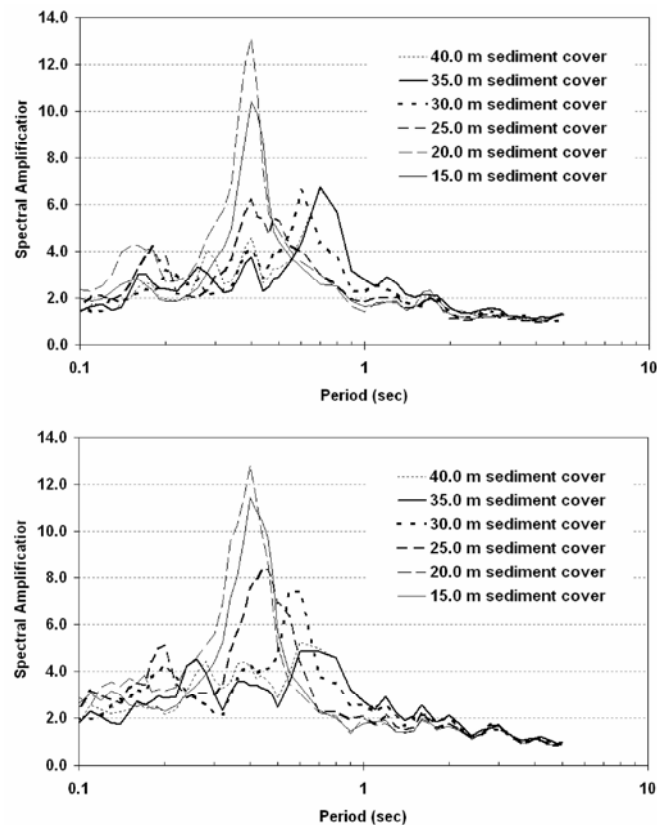 14.0
12.0
10.0
8.0
6.0
4.0
2.0
0.0
Spectral Amplificatior
40.0 m sediment cover
35.0 m sediment cover
30.0 m sediment cover
25.0 m sediment cover
20.0 m sediment cover
15.0 m sediment cover
0.1
1
10
Period (sec)
14.0
12.0
10.0
8.0
6.0
4.0
2.0
0.0
Spectral Amplificatior
40.0 m sediment cover
35.0 m sediment cover
30.0 m sediment cover
25.0 m sediment cover
20.0 m sediment cover
15.0 m sediment cover
0.1
1
10
Period (sec)